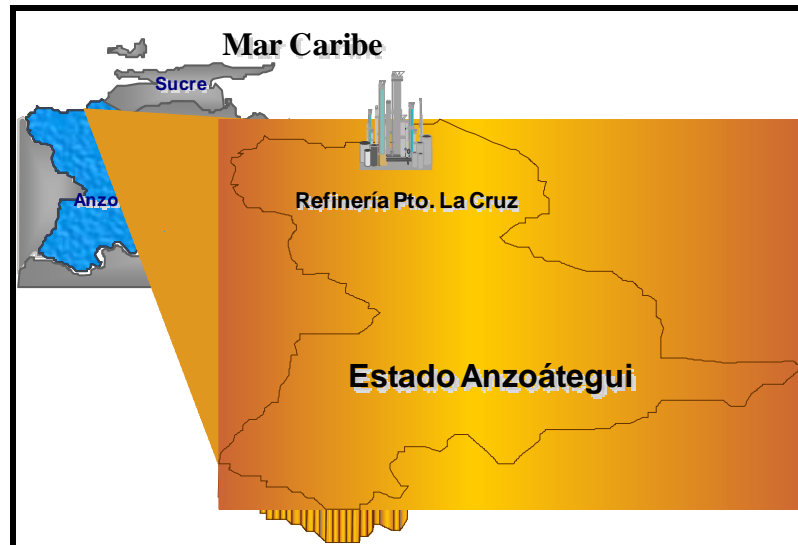 Mar Caribe
Sucre
Anzo
Refinería Pto. La Cruz
Estado Anzoátegui